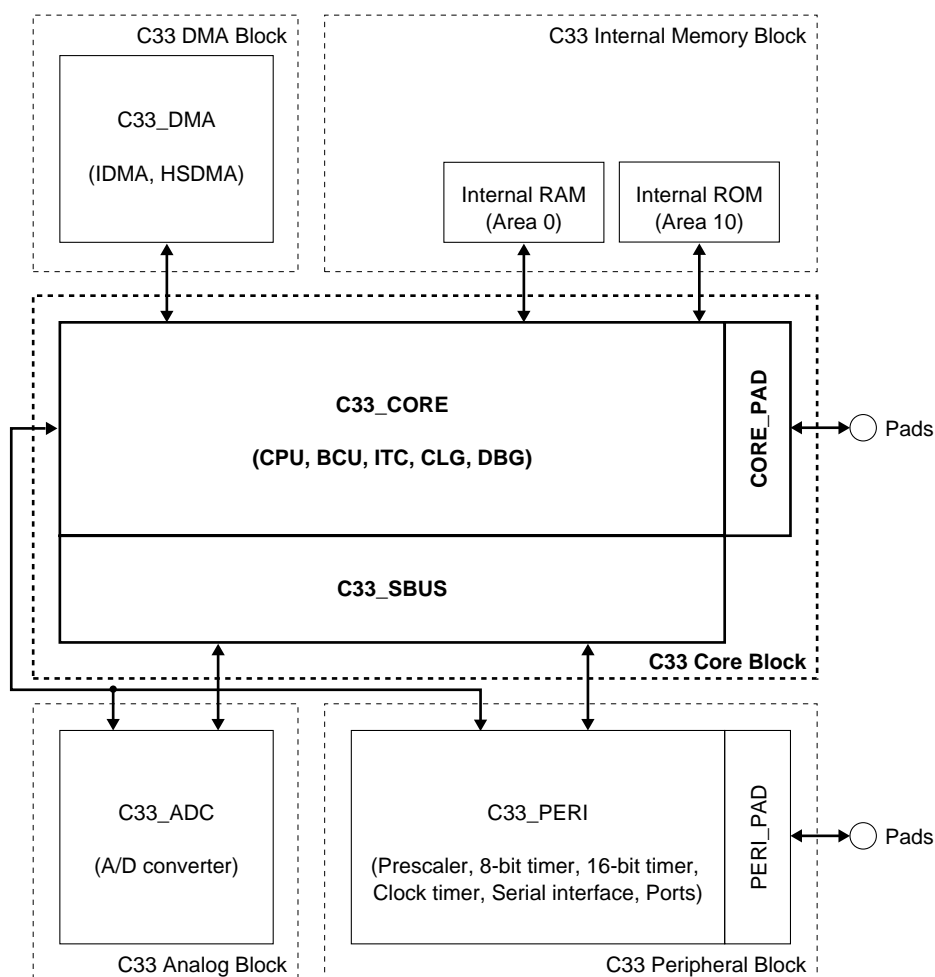 C33 DMA Block
C33 Internal Memory Block
C33_DMA
(IDMA, HSDMA)
Internal RAM
(Area 0)
Internal ROM
(Area 10)
C33_CORE
(CPU, BCU, ITC, CLG, DBG)
CORE_PAD
Pads
C33_SBUS
C33 Core Block
C33_ADC
(A/D converter)
C33_PERI
(Prescaler, 8-bit timer, 16-bit timer,
Clock timer, Serial interface, Ports)
PERI_PAD
Pads
C33 Analog Block
C33 Peripheral Block